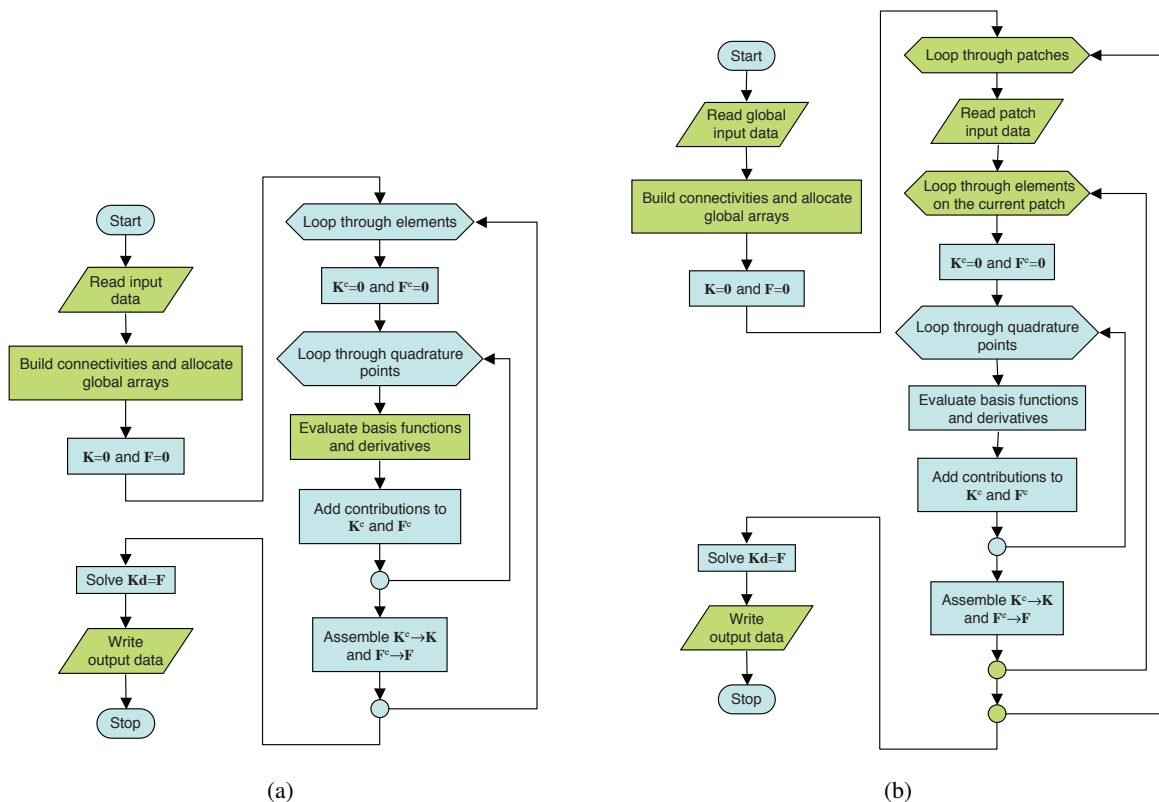 Start
Read input
data
Build connectivities and allocate
global arrays
K=0 and F=0
Loop through elements
Kᵉ=0 and Fᵉ=0
Loop through quadrature
points
Evaluate basis functions
and derivatives
Add contributions to
Kᵉ and Fᵉ
Assemble Kᵉ→K
and Fᵉ→F
Solve Kd=F
Write
output data
Stop
(a)
Start
Read global
input data
Build connectivities and allocate
global arrays
K=0 and F=0
Loop through patches
Read patch
input data
Loop through elements
on the current patch
Kᵉ=0 and Fᵉ=0
Loop through quadrature
points
Evaluate basis functions
and derivatives
Add contributions to
Kᵉ and Fᵉ
Assemble Kᵉ→K
and Fᵉ→F
Solve Kd=F
Write
output data
Stop
(b)